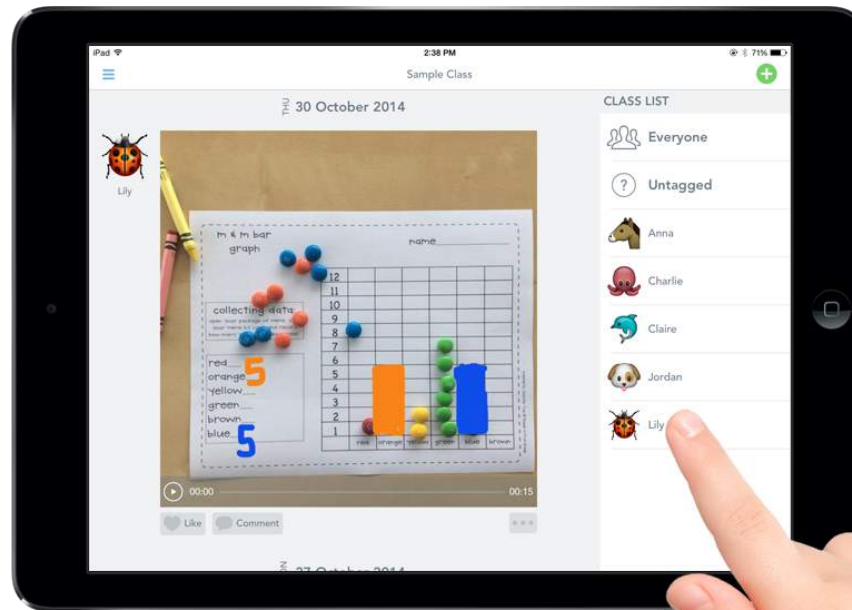 iPad
2:38 PM
71%
Sample Class
THU 30 October 2014
CLASS LIST
Lily
Everyone
Untagged
Anna
Charlie
Claire
Jordan
Lily
m & m bar
graph
name
collecting data:
12
11
10
9
8
7
6
5
4
3
2
1
red
orange 5
yellow
green
brown
blue 5
red orange yellow green blue brown
00:00
00:15
Like
Comment
27 October 2014